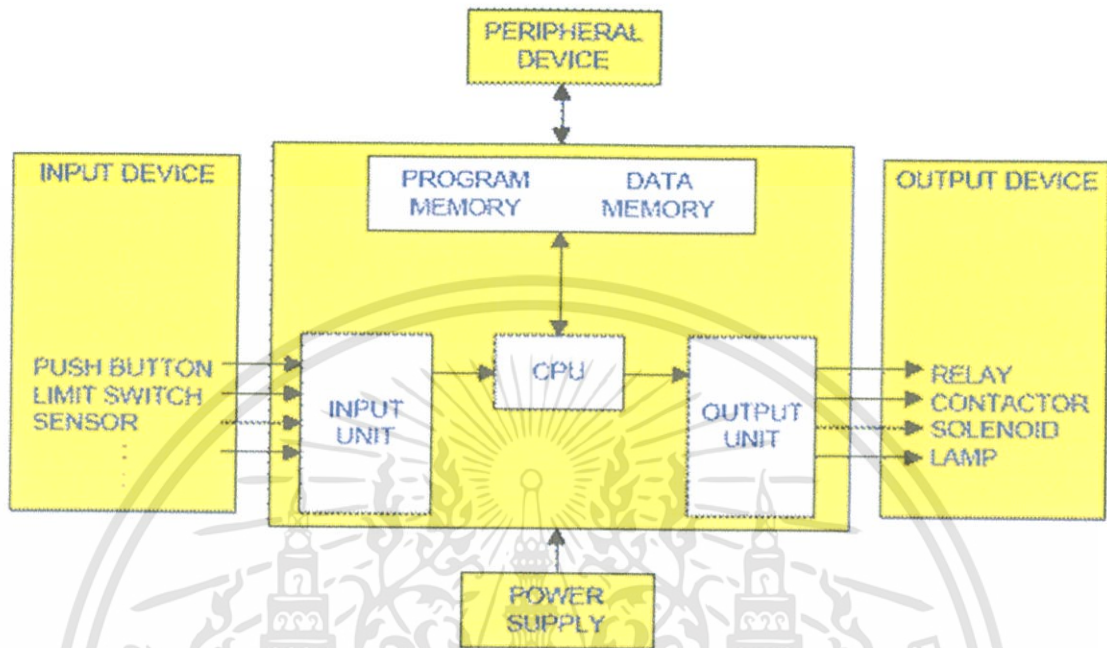 PERIPHERAL
DEVICE
INPUT DEVICE
PUSH BUTTON
LIMIT SWITCH
SENSOR
PROGRAM
MEMORY
DATA
MEMORY
INPUT
UNIT
CPU
OUTPUT
UNIT
OUTPUT DEVICE
RELAY
CONTACTOR
SOLENOID
LAMP
POWER
SUPPLY